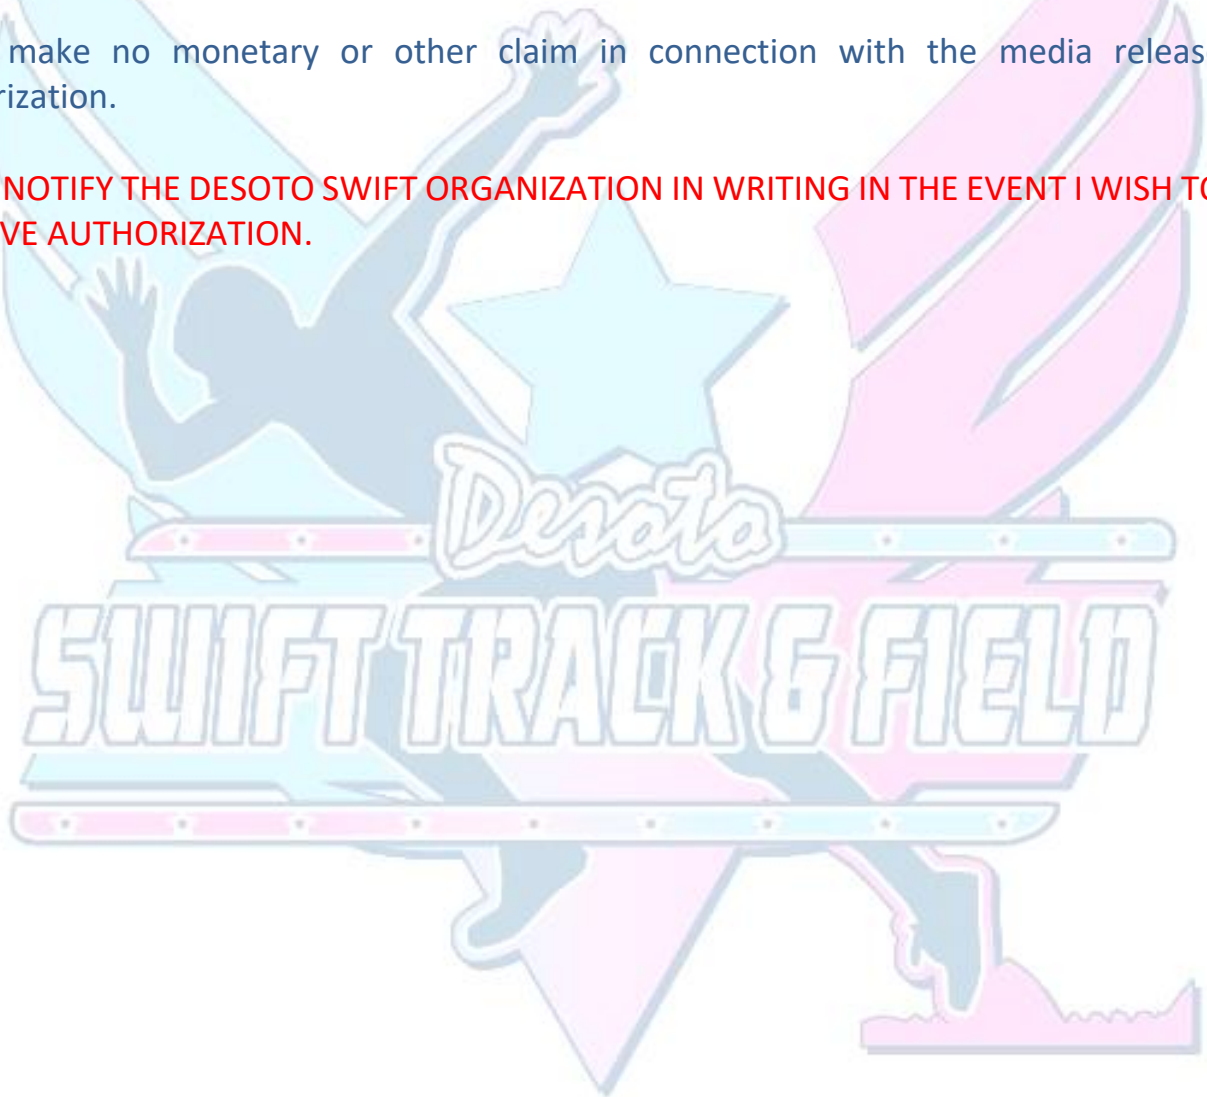 make no monetary or other claim in connection with the media releas
rization.
NOTIFY THE DESOTO SWIFT ORGANIZATION IN WRITING IN THE EVENT I WISH TO
VE AUTHORIZATION.
Desoto
SWIFT TRACK & FIELD